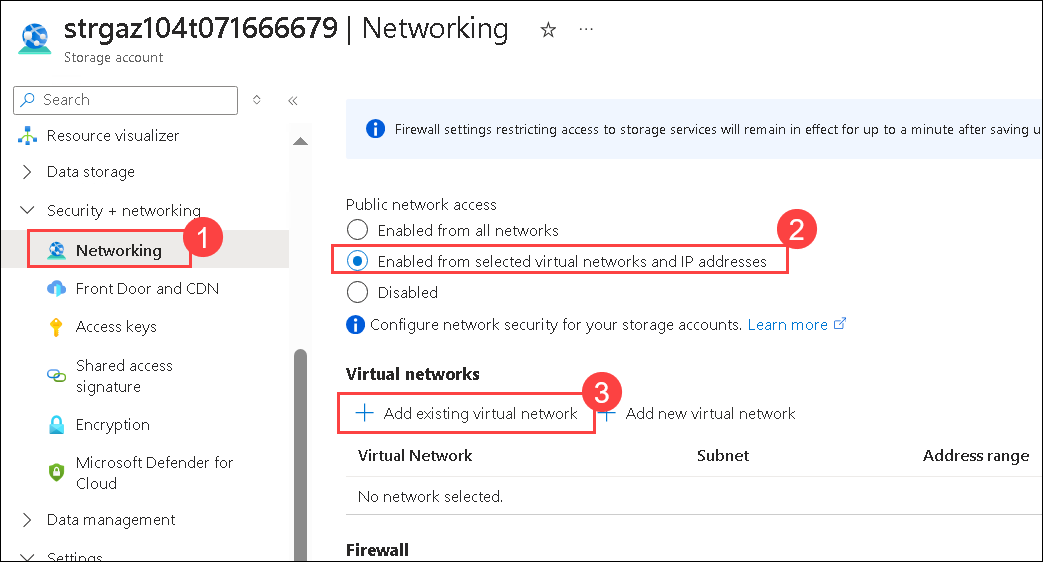 strgaz104t071666679 | Networking
Storage account
Search
Resource visualizer
Data storage
Security + networking
1
Networking
Front Door and CDN
Access keys
Shared access
signature
Encryption
Microsoft Defender for
Cloud
Data management
Settings
Firewall settings restricting access to storage services will remain in effect for up to a minute after saving u
Public network access
Enabled from all networks
2
Enabled from selected virtual networks and IP addresses
Disabled
Configure network security for your storage accounts. Learn more
Virtual networks
3
Add existing virtual network Add new virtual network
Virtual Network Subnet Address range
No network selected.
Firewall